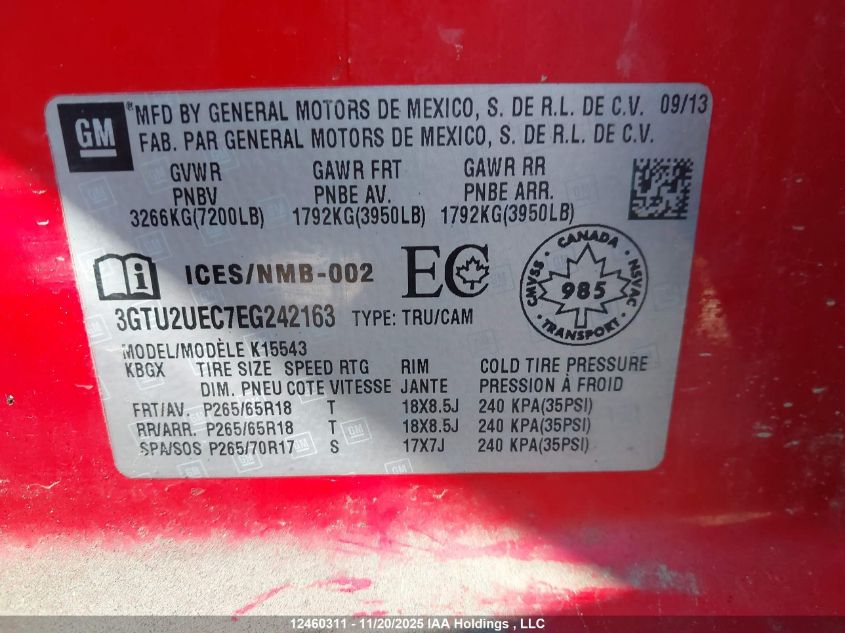 GM
®MFD BY GENERAL MOTORS DE MEXICO, S. DE R.L. DE C.V. 09/13
FAB. PAR GENERAL MOTORS DE MEXICO, S. DE R.L. DE C.V.
GVWR GAWR FRT GAWR RR
PNBV PNBE AV. PNBE ARR.
3266KG(7200LB) 1792KG(3950LB) 1792KG(3950LB)
ICES/NMB-002 EC
CANADA
CMVSS 985 NSVAC
TRANSPORT
3GTU2UEC7EG242163 TYPE: TRU/CAM
MODEL/MODÈLE K15543
KBGX TIRE SIZE SPEED RTG RIM COLD TIRE PRESSURE
DIM. PNEU COTE VITESSE JANTE PRESSION À FROID
FRT/AV. P265/65R18 T 18X8.5J 240 KPA(35PSI)
RR/ARR. P265/65R18 T 18X8.5J 240 KPA(35PSI)
SPA/SOS P265/70R17 S 17X7J 240 KPA(35PSI)
12460311 - 11/20/2025 IAA Holdings , LLC